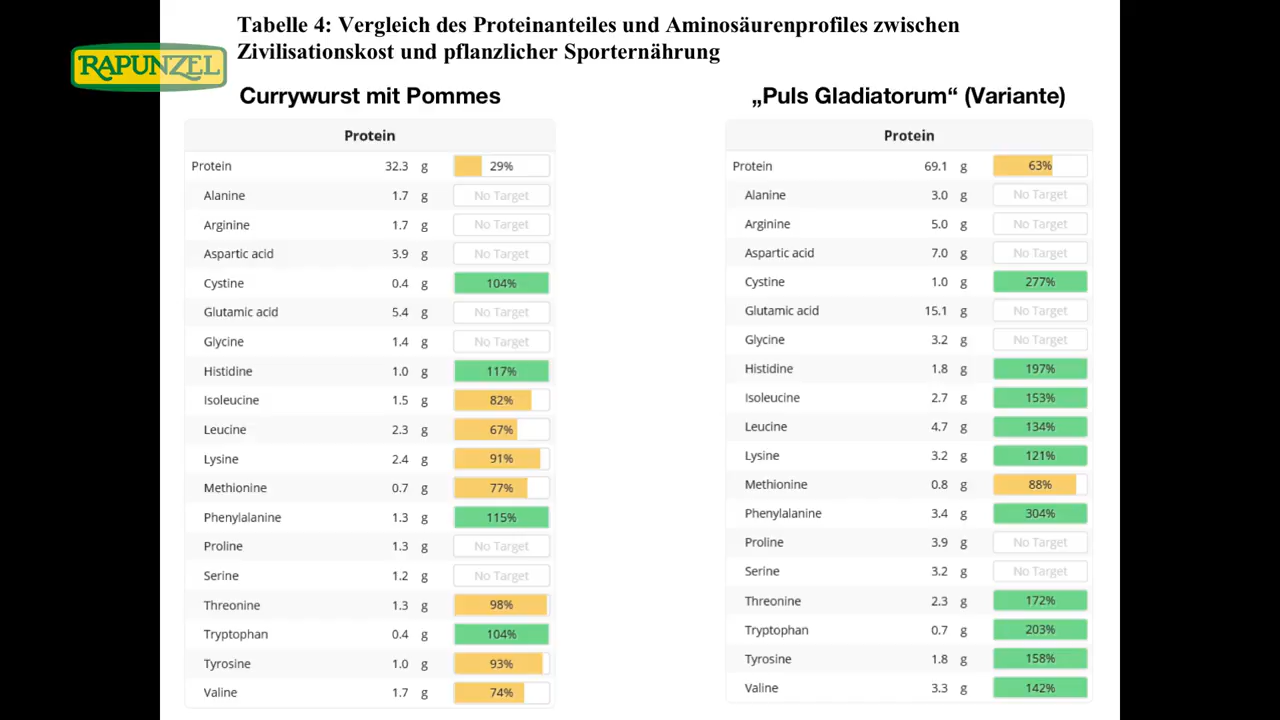 Tabelle 4: Vergleich des Proteinanteiles und Aminosäurenprofiles zwischen
Zivilisationskost und pflanzlicher Sporternährung
RAPUNZEL
Currywurst mit Pommes
Protein
Protein 32.3 g 29%
Alanine 1.7 g No Target
Arginine 1.7 g No Target
Aspartic acid 3.9 g No Target
Cystine 0.4 g 104%
Glutamic acid 5.4 g No Target
Glycine 1.4 g No Target
Histidine 1.0 g 117%
Isoleucine 1.5 g 82%
Leucine 2.3 g 67%
Lysine 2.4 g 91%
Methionine 0.7 g 77%
Phenylalanine 1.3 g 115%
Proline 1.3 g No Target
Serine 1.2 g No Target
Threonine 1.3 g 98%
Tryptophan 0.4 g 104%
Tyrosine 1.0 g 93%
Valine 1.7 g 74%
„Puls Gladiatorum“ (Variante)
Protein
Protein 69.1 g 63%
Alanine 3.0 g No Target
Arginine 5.0 g No Target
Aspartic acid 7.0 g No Target
Cystine 1.0 g 277%
Glutamic acid 15.1 g No Target
Glycine 3.2 g No Target
Histidine 1.8 g 197%
Isoleucine 2.7 g 153%
Leucine 4.7 g 134%
Lysine 3.2 g 121%
Methionine 0.8 g 88%
Phenylalanine 3.4 g 304%
Proline 3.9 g No Target
Serine 3.2 g No Target
Threonine 2.3 g 172%
Tryptophan 0.7 g 203%
Tyrosine 1.8 g 158%
Valine 3.3 g 142%